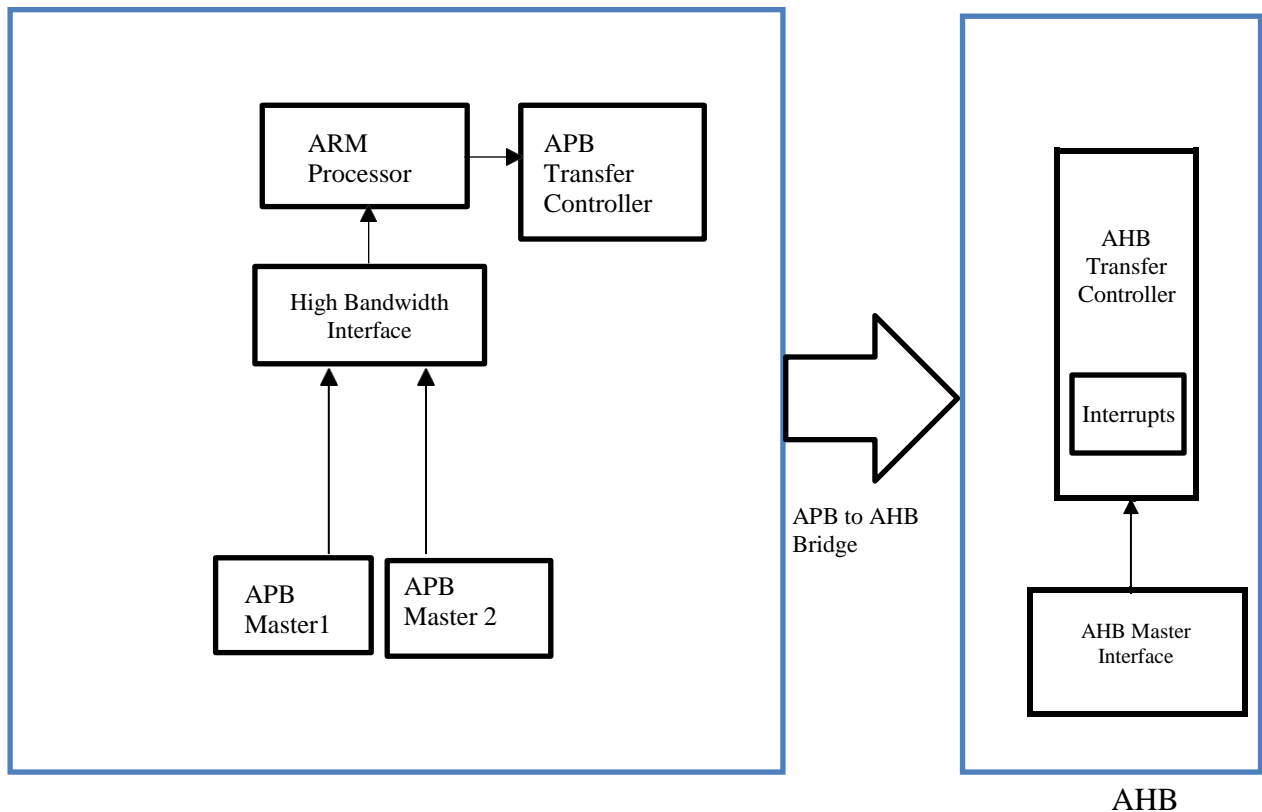 ARM
Processor
APB
Transfer
Controller
High Bandwidth
Interface
APB
Master1
APB
Master 2
APB to AHB
Bridge
AHB
Transfer
Controller
Interrupts
AHB Master
Interface
AHB